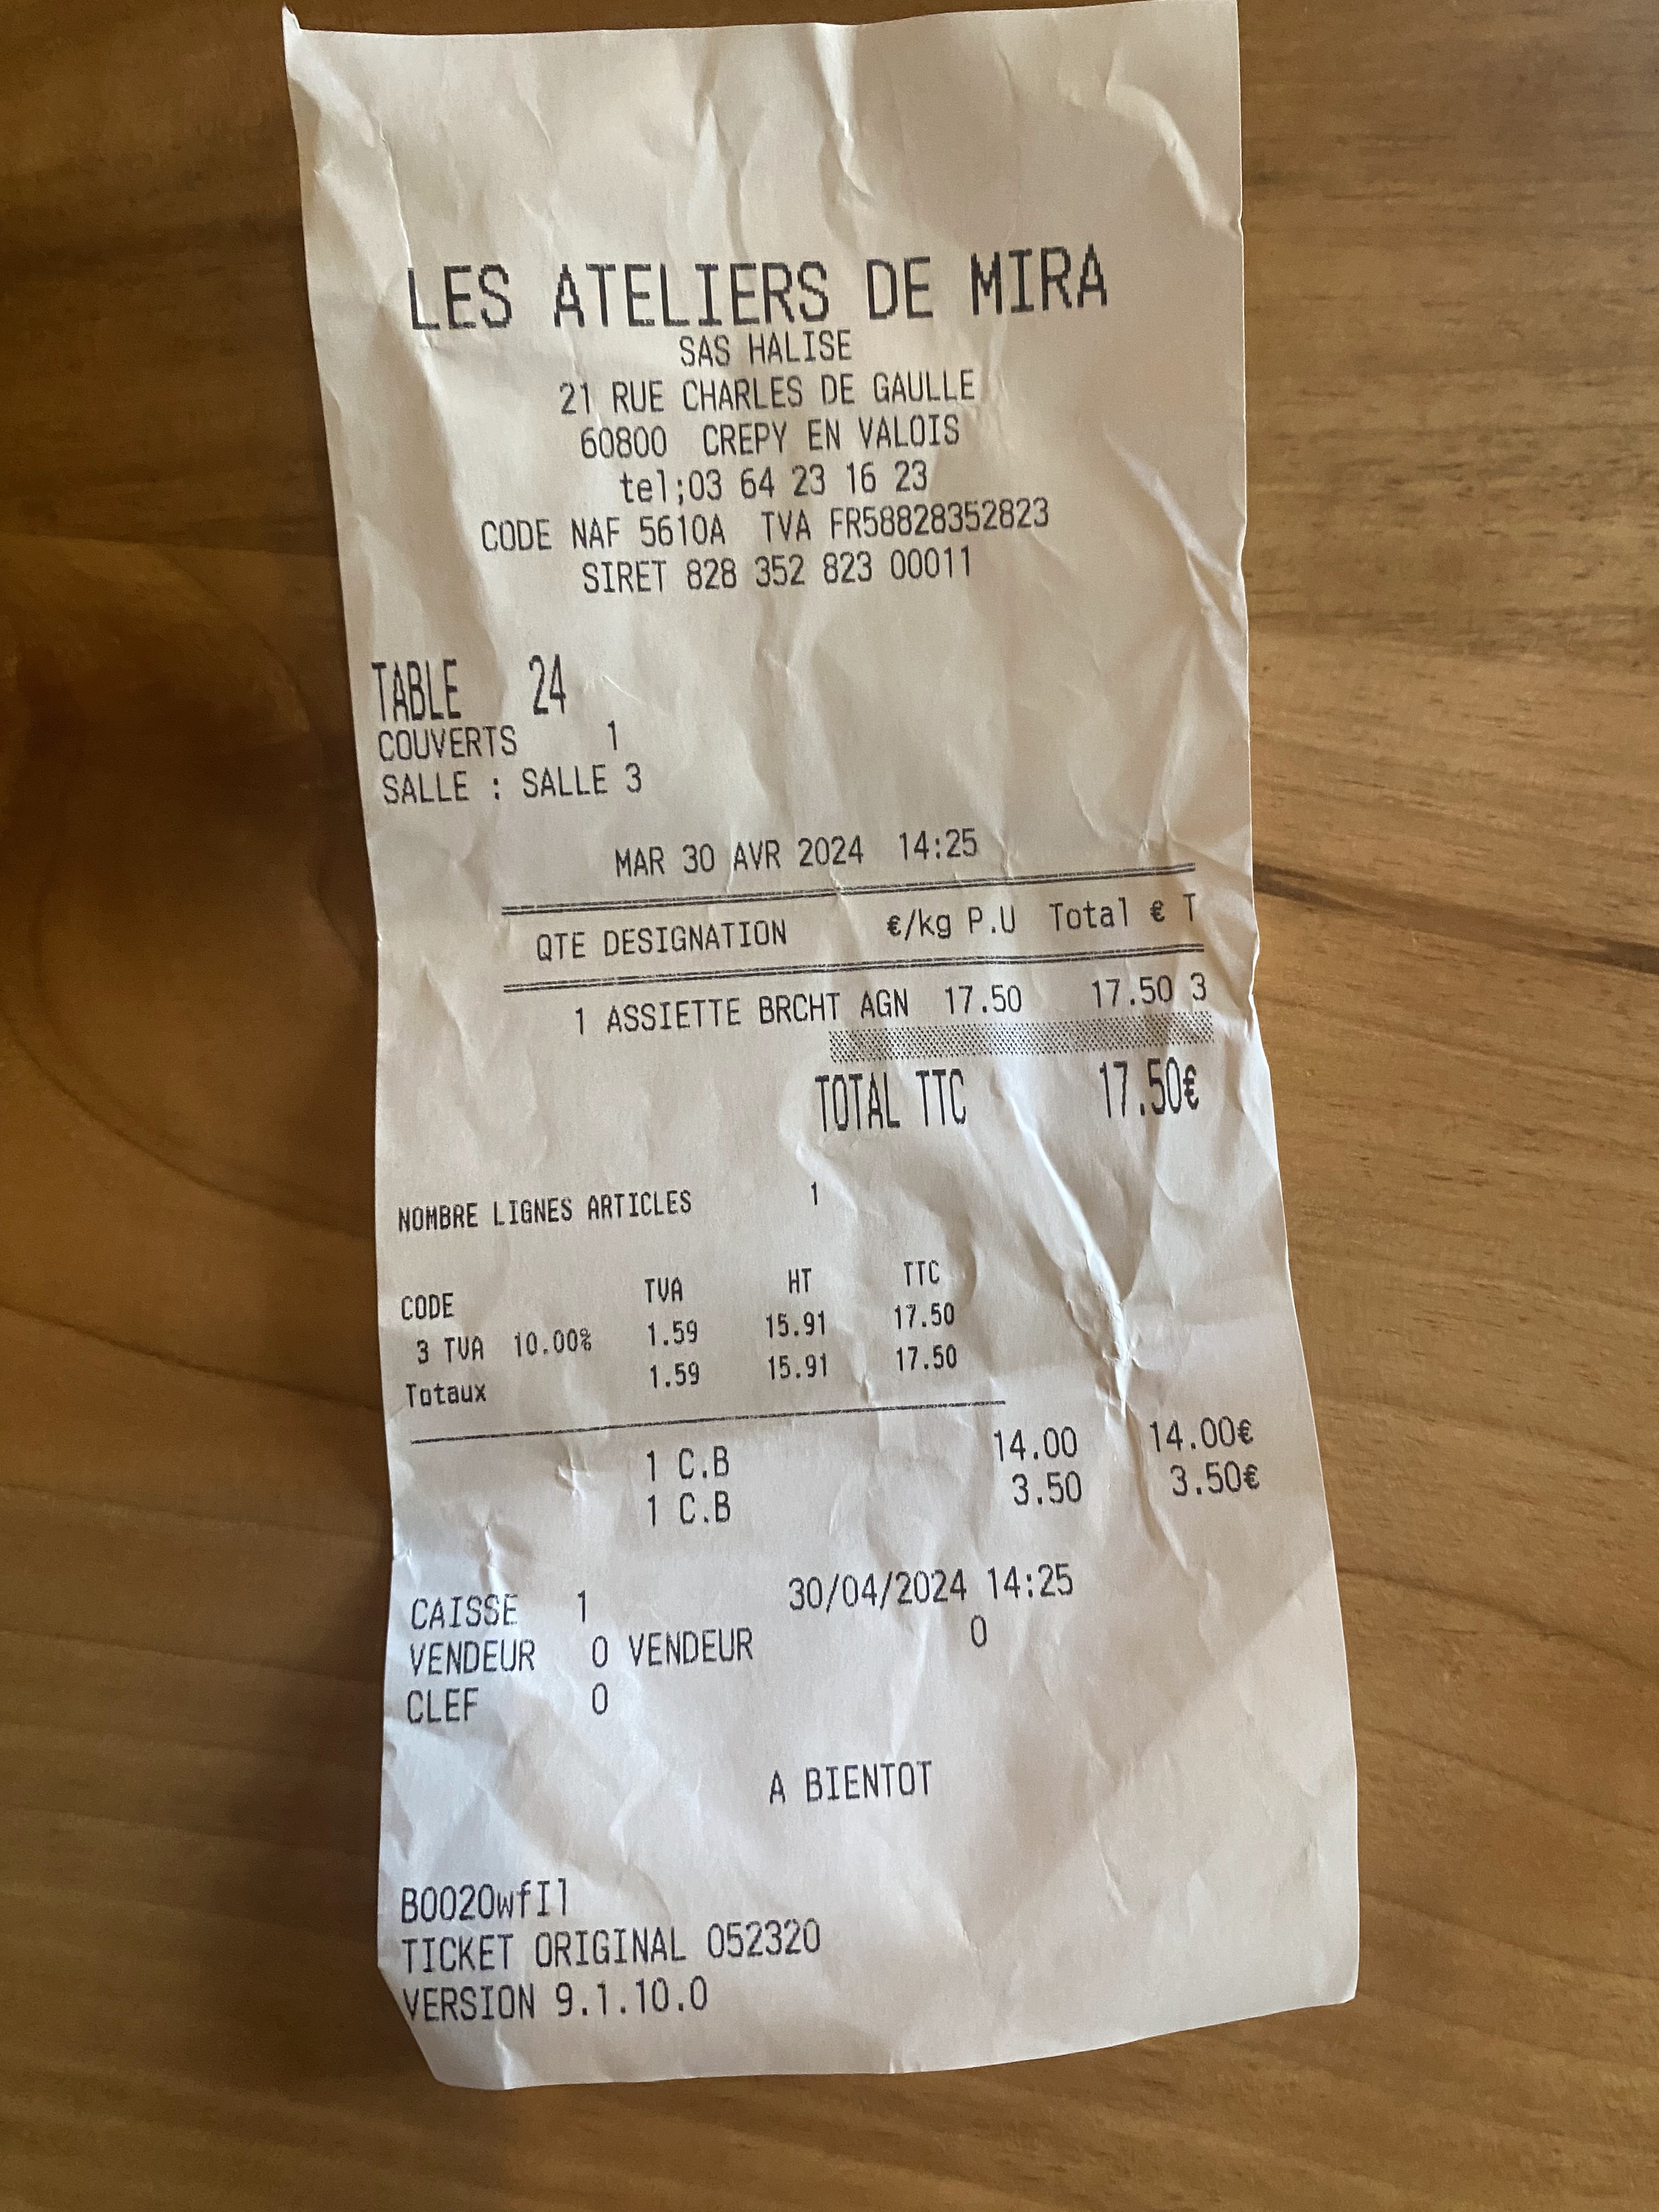 LES ATELIERS DE MIRA
SAS HALISE
21 RUE CHARLES DE GAULLE
60800 CREPY EN VALOIS
tel;03 64 23 16 23
CODE NAF 5610A TVA FR58828352823
SIRET 828 352 823 00011
TABLE 24
COUVERTS 1
SALLE : SALLE 3
MAR 30 AVR 2024 14:25
QTE DESIGNATION €/kg P.U Total € T
1 ASSIETTE BRCHT AGN 17.50 17.50 3
TOTAL TTC 17.50€
NOMBRE LIGNES ARTICLES 1
CODE TVA HT TTC
3 TVA 10.00% 1.59 15.91 17.50
Totaux 1.59 15.91 17.50
1 C.B 14.00 14.00€
1 C.B 3.50 3.50€
CAISSE 1 30/04/2024 14:25
VENDEUR 0 VENDEUR 0
CLEF 0
A BIENTOT
B0020wfIl
TICKET ORIGINAL 052320
VERSION 9.1.10.0